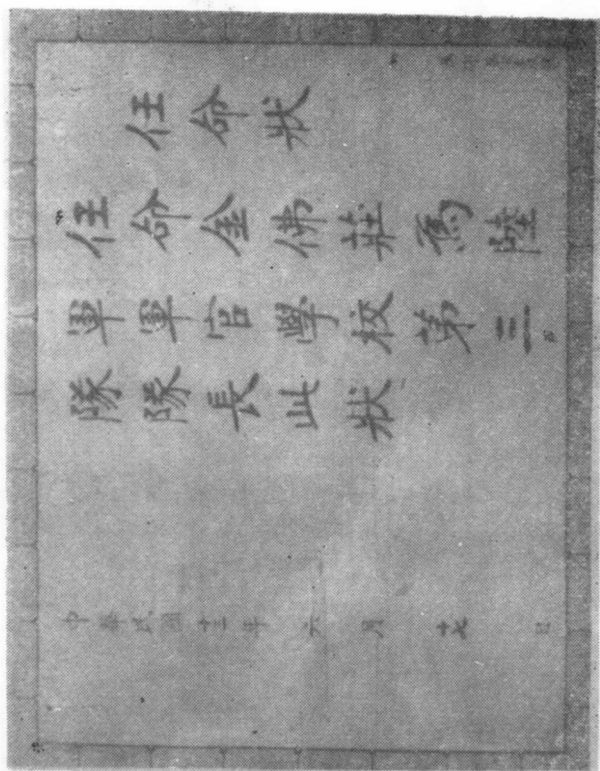 任命狀
任命金佛莊爲陸
軍軍官學校第三
隊隊長此狀
中華民國十三年六月十七日